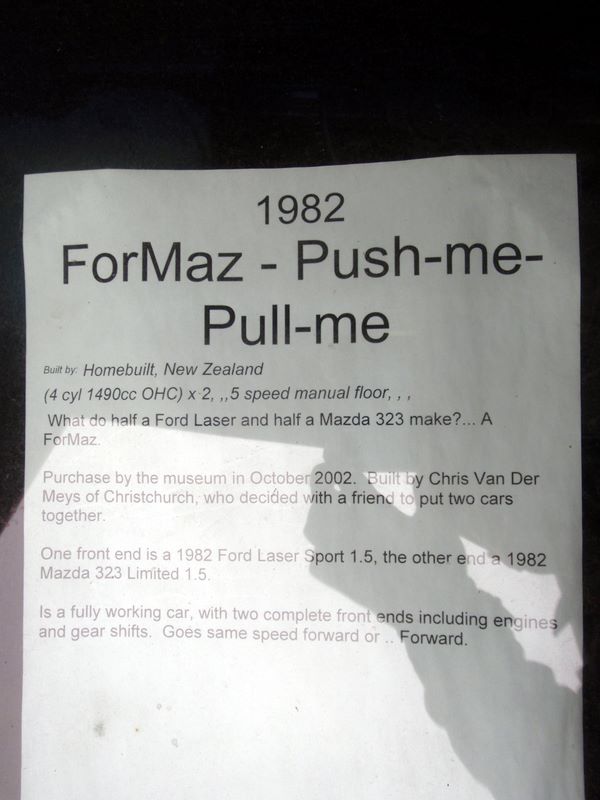 1982
ForMaz - Push-me-
Pull-me
Built by: Homebuilt, New Zealand
(4 cyl 1490cc OHC) x 2, ,,5 speed manual floor, , ,
What do half a Ford Laser and half a Mazda 323 make?... A
ForMaz.
Purchase by the museum in October 2002. Built by Chris Van Der
Meys of Christchurch, who decided with a friend to put two cars
together.
One front end is a 1982 Ford Laser Sport 1.5, the other end a 1982
Mazda 323 Limited 1.5.
Is a fully working car, with two complete front ends including engines
and gear shifts. Goes same speed forward or .. Forward.